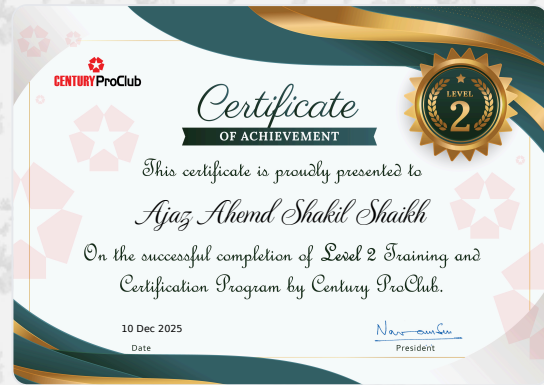 CENTURY ProClub
Certificate
OF ACHIEVEMENT
LEVEL
2
This certificate is proudly presented to
Ajaz Ahemd Shakil Shaikh
On the successful completion of Level 2 Training and
Certification Program by Century ProClub.
10 Dec 2025
Date
President